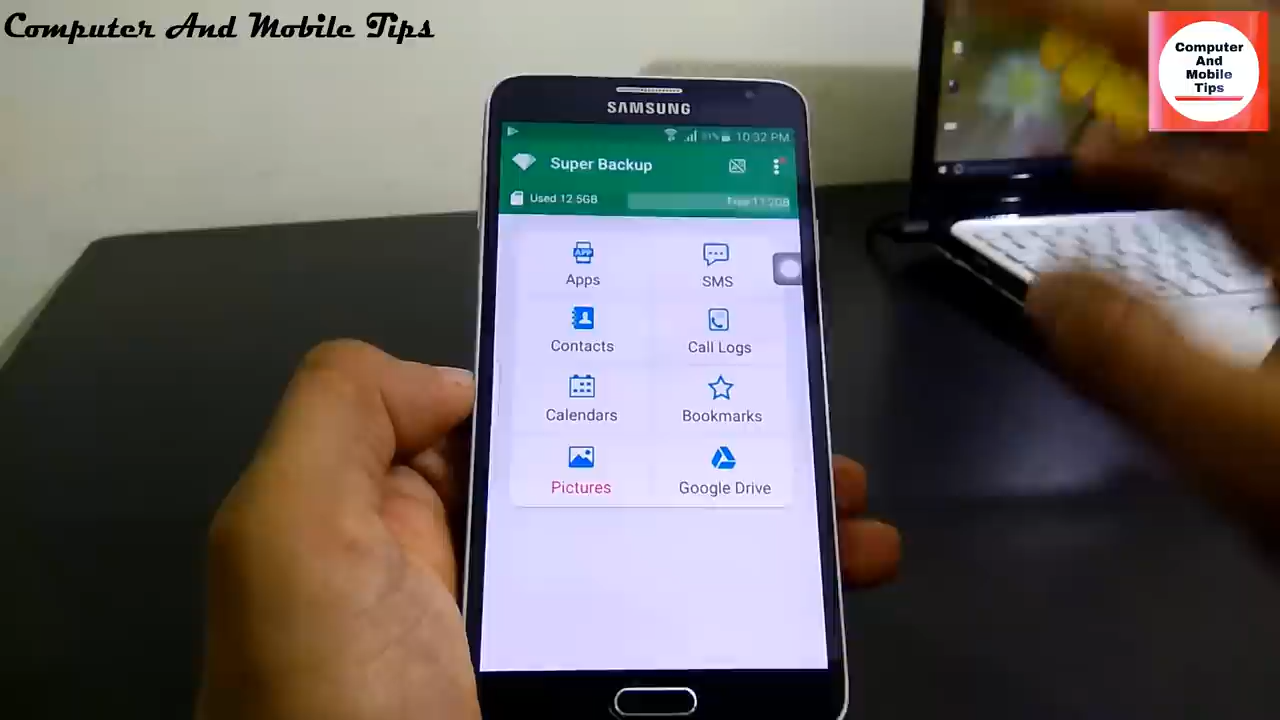 Computer And Mobile Tips
Computer
And
Mobile
Tips
SAMSUNG
10:32 PM
Super Backup
Used 12.5GB
APP
Apps
SMS
Contacts
Call Logs
Calendars
Bookmarks
Pictures
Google Drive